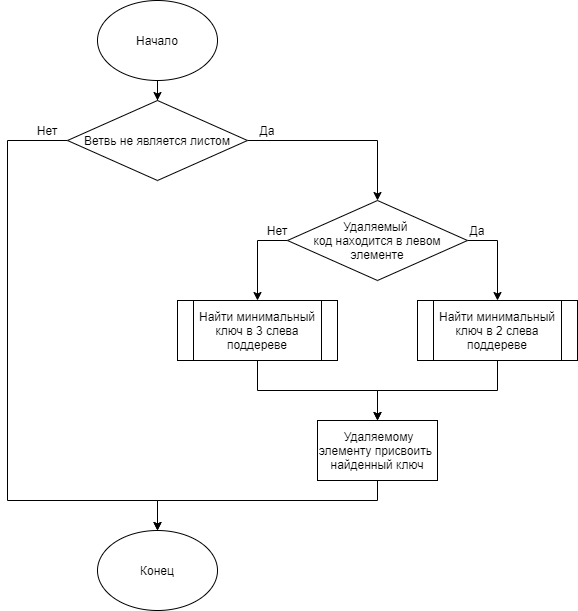 Начало
Нет
Да
Ветвь не является листом
Удаляемый
код находится в левом
элементе
Нет
Да
Найти минимальный
ключ в 3 слева
поддереве
Найти минимальный
ключ в 2 слева
поддереве
Удаляемому
элементу присвоить
найденный ключ
Конец